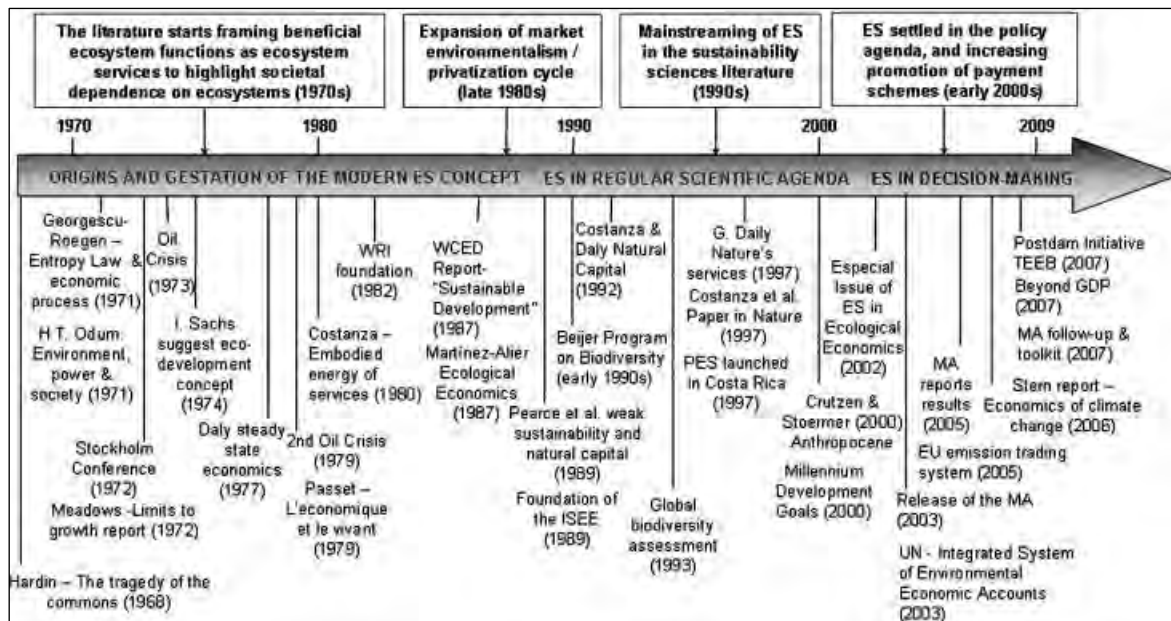 The literature starts framing beneficial
ecosystem functions as ecosystem
services to highlight societal
dependence on ecosystems (1970s)
Expansion of market
environmentalism /
privatization cycle
(late 1980s)
Mainstreaming of ES
in the sustainability
sciences literature
(1990s)
ES settled in the policy
agenda, and increasing
promotion of payment
schemes (early 2000s)
1970
1980
1990
2000
2009
ORIGINS AND GESTATION OF THE MODERN ES CONCEPT
ES IN REGULAR SCIENTIFIC AGENDA
ES IN DECISION-MAKING
Georgescu-
Roegen –
Entropy Law &
economic
process (1971)
H T. Odum:
Environment,
power &
society (1971)
Oil
Crisis
(1973)
I. Sachs
suggest eco-
development
concept
(1974)
Stockholm
Conference
(1972)
Meadows -Limits to
growth report (1972)
Hardin – The tragedy of the
commons (1968)
Daly steady
state
economics
(1977)
2nd Oil Crisis
(1979)
Passet –
L'economique
et le vivant
(1979)
WRI
foundation
(1982)
Costanza –
Embodied
energy of
services (1980)
WCED
Report-
"Sustainable
Development"
(1987)
Martínez-Alier
Ecological
Economics
(1987)
Costanza &
Daly Natural
Capital
(1992)
Beijer Program
on Biodiversity
(early 1990s)
Pearce et al. weak
sustainability and
natural capital
(1989)
Foundation of
the ISEE
(1989)
Global
biodiversity
assessment
(1993)
G. Daily
Nature's
services (1997)
Costanza et al.
Paper in Nature
(1997)
PES launched
in Costa Rica
(1997)
Especial
Issue of
ES in
Ecological
Economics
(2002)
Crutzen &
Stoermer (2000)
Anthropocene
Millennium
Development
Goals (2000)
MA
reports
results
(2005)
EU emission trading
system (2005)
Release of the MA
(2003)
UN - Integrated System
of Environmental
Economic Accounts
(2003)
Postdam Initiative
TEEB (2007)
Beyond GDP
(2007)
MA follow-up &
toolkit (2007)
Stern report –
Economics of climate
change (2006)